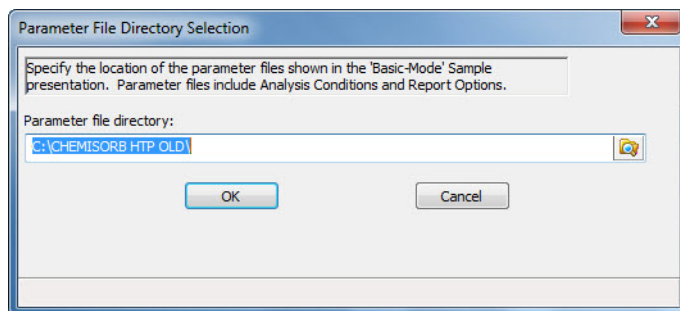 Parameter File Directory Selection
Specify the location of the parameter files shown in the 'Basic-Mode' Sample
presentation. Parameter files include Analysis Conditions and Report Options.
Parameter file directory:
C:\CHEMISORB HTP OLD\
OK Cancel